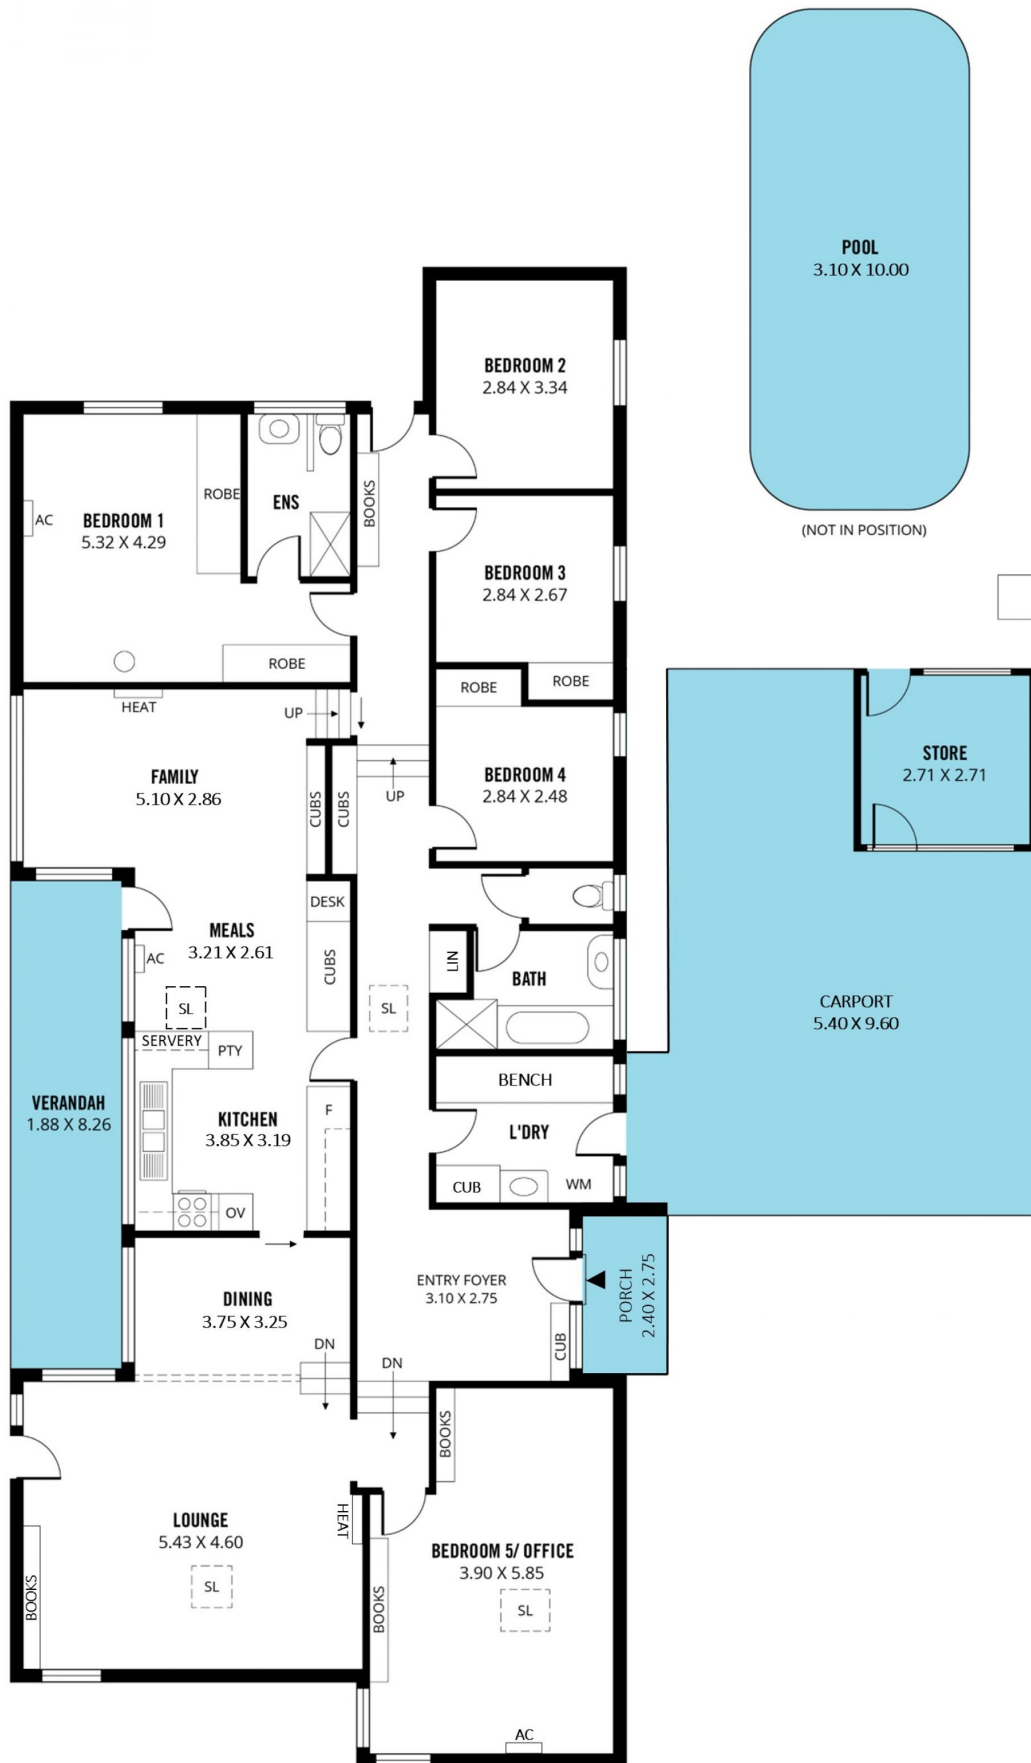 POOL
3.10 X 10.00
(NOT IN POSITION)
BEDROOM 2
2.84 X 3.34
ROBE
ENS
BOOKS
AC
BEDROOM 1
5.32 X 4.29
BEDROOM 3
2.84 X 2.67
ROBE
ROBE
ROBE
HEAT
UP
FAMILY
5.10 X 2.86
CUBS
CUBS
UP
BEDROOM 4
2.84 X 2.48
STORE
2.71 X 2.71
DESK
MEALS
3.21 X 2.61
AC
CUBS
LIN
BATH
SL
SL
CARPORT
5.40 X 9.60
SERVERY
PTY
BENCH
VERANDAH
1.88 X 8.26
KITCHEN
3.85 X 3.19
F
L'DRY
CUB
WM
OV
ENTRY FOYER
3.10 X 2.75
PORCH
2.40 X 2.75
DINING
3.75 X 3.25
CUB
DN
DN
BOOKS
LOUNGE
5.43 X 4.60
HEAT
BEDROOM 5/ OFFICE
3.90 X 5.85
SL
BOOKS
BOOKS
SL
AC